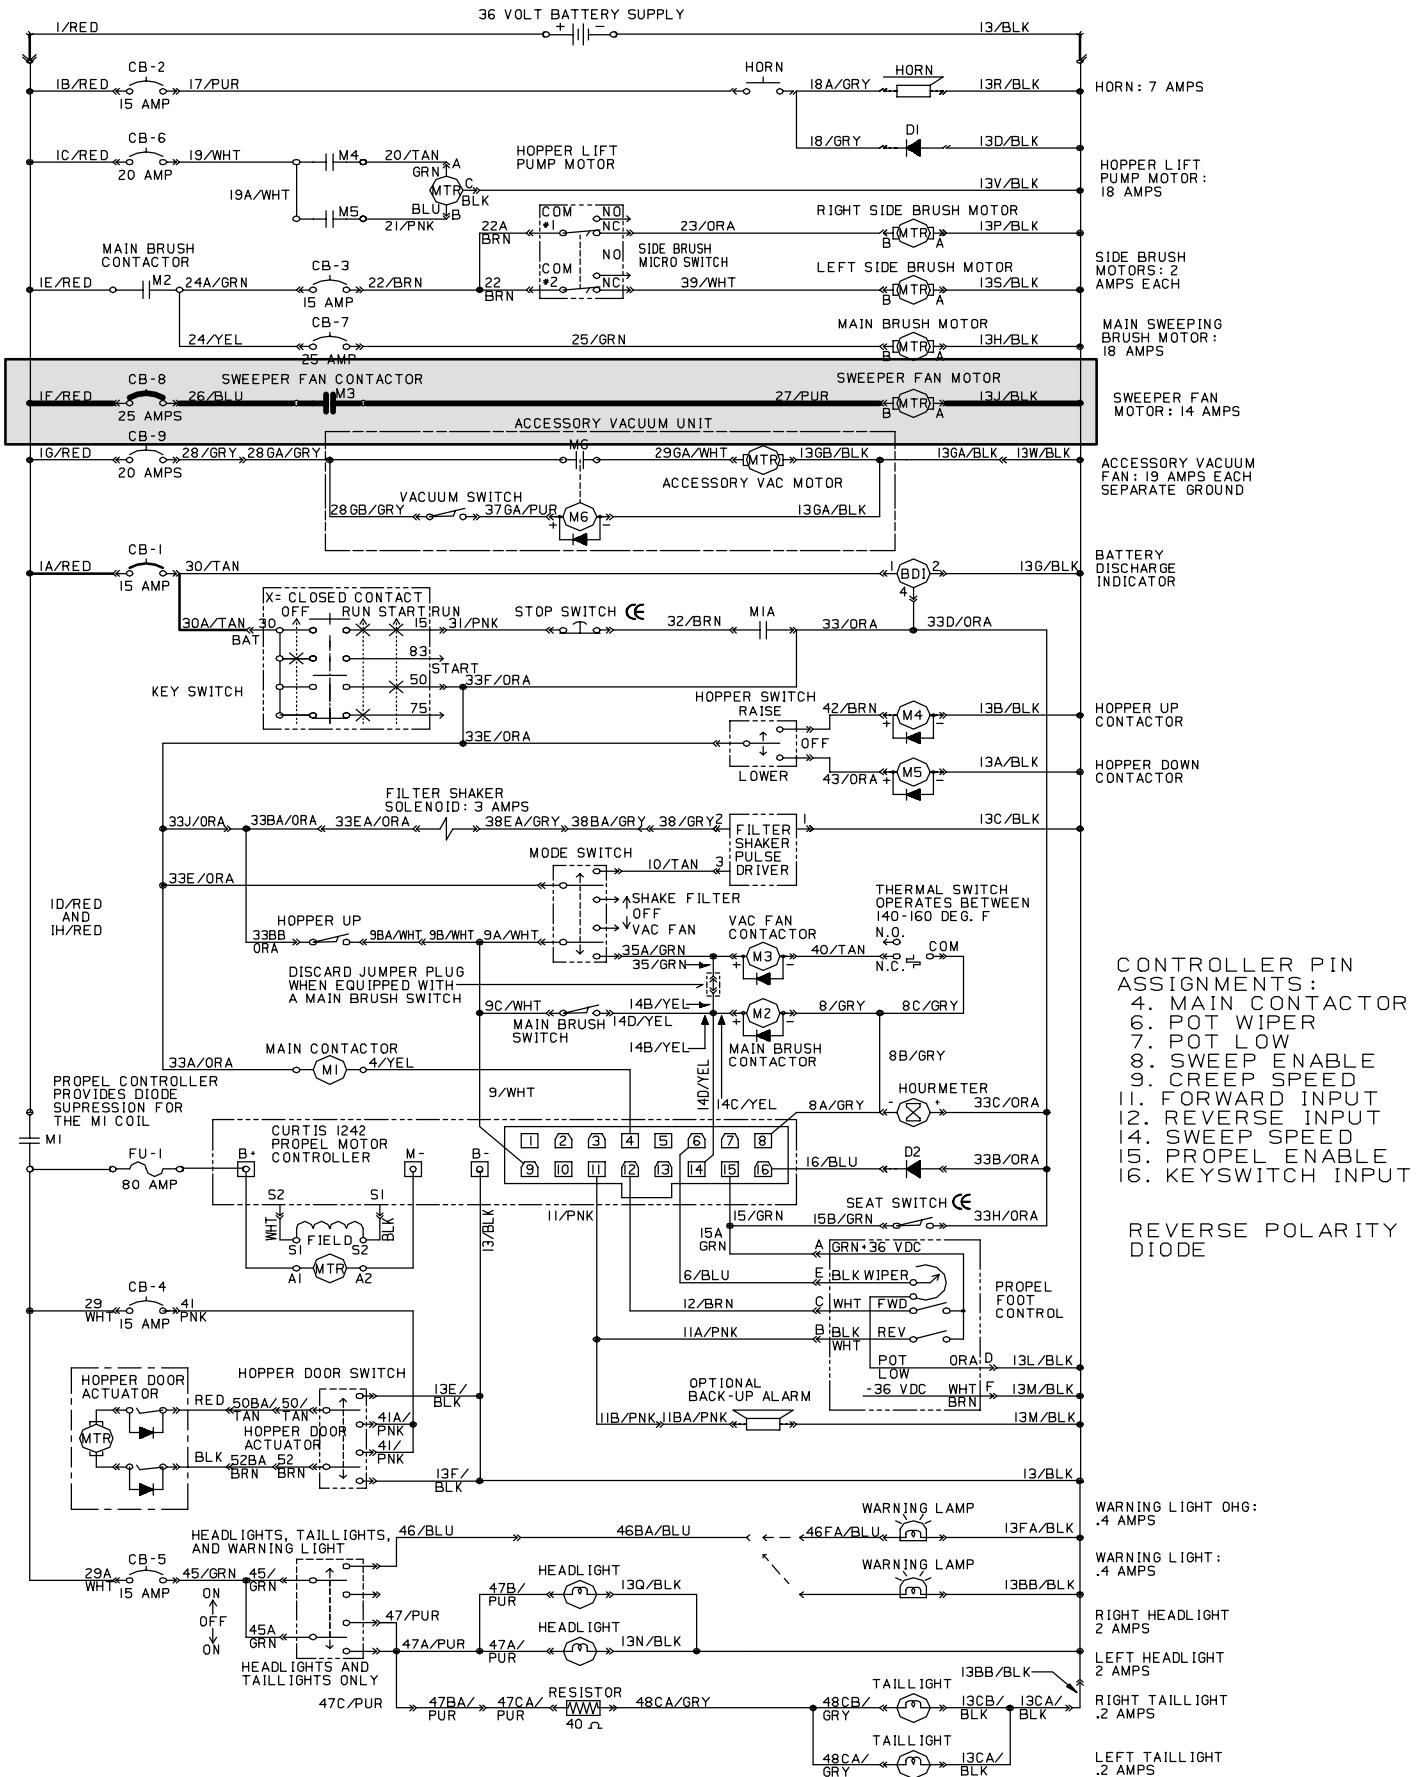 36 VOLT BATTERY SUPPLY
1/RED
+ -
13/BLK
CB-2
HORN
HORN
1B/RED
17/PUR
18A/GRY
13R/BLK
HORN: 7 AMPS
15 AMP
D1
18/GRY
13D/BLK
CB-6
HOPPER LIFT
PUMP MOTOR
1C/RED
19/WHT
M4
20/TAN
A
GRN
HOPPER LIFT
PUMP MOTOR:
18 AMPS
20 AMP
19A/WHT
MTR
C
BLK
13V/BLK
M5
BLU
B
21/PNK
COM
#1
NO
NC
RIGHT SIDE BRUSH MOTOR
22A
BRN
23/ORA
MTR
B A
13P/BLK
MAIN BRUSH
CONTACTOR
NO
SIDE BRUSH
MICRO SWITCH
SIDE BRUSH
MOTORS: 2
AMPS EACH
M2
CB-3
COM
#2
NC
LEFT SIDE BRUSH MOTOR
1E/RED
24A/GRN
22/BRN
22
BRN
39/WHT
MTR
B A
13S/BLK
15 AMP
CB-7
MAIN BRUSH MOTOR
24/YEL
25/GRN
MTR
B A
13H/BLK
MAIN SWEEPING
BRUSH MOTOR:
18 AMPS
25 AMP
CB-8
SWEEPER FAN CONTACTOR
SWEEPER FAN MOTOR
1F/RED
26/BLU
M3
27/PUR
MTR
B A
13J/BLK
SWEEPER FAN
MOTOR: 14 AMPS
25 AMPS
ACCESSORY VACUUM UNIT
CB-9
M6
1G/RED
28/GRY
28GA/GRY
29GA/WHT
MTR
13GB/BLK
13GA/BLK
13W/BLK
ACCESSORY VACUUM
FAN: 19 AMPS EACH
SEPARATE GROUND
20 AMP
ACCESSORY VAC MOTOR
VACUUM SWITCH
28GB/GRY
37GA/PUR
+ M6 -
13GA/BLK
CB-1
BATTERY
DISCHARGE
INDICATOR
1A/RED
30/TAN
1 BDI 2
4
13G/BLK
15 AMP
X= CLOSED CONTACT
OFF RUN START RUN
STOP SWITCH CE
M1A
30A/TAN
BAT
30
15
31/PNK
32/BRN
33/ORA
33D/ORA
83
START
KEY SWITCH
50
33F/ORA
HOPPER SWITCH
RAISE
75
42/BRN
+ M4 -
13B/BLK
HOPPER UP
CONTACTOR
33E/ORA
OFF
LOWER
43/ORA
+ M5 -
13A/BLK
HOPPER DOWN
CONTACTOR
FILTER SHAKER
SOLENOID: 3 AMPS
33J/ORA
33BA/ORA
33EA/ORA
38EA/GRY
38BA/GRY
38/GRY
2
FILTER
SHAKER
PULSE
DRIVER
1
13C/BLK
MODE SWITCH
10/TAN
3
33E/ORA
SHAKE FILTER
OFF
VAC FAN
THERMAL SWITCH
OPERATES BETWEEN
140-160 DEG. F
1D/RED
AND
1H/RED
HOPPER UP
VAC FAN
CONTACTOR
N.O.
33BB
ORA
9BA/WHT
9B/WHT
9A/WHT
35A/GRN
35/GRN
+ M3 -
40/TAN
N.C.
COM
DISCARD JUMPER PLUG
WHEN EQUIPPED WITH
A MAIN BRUSH SWITCH
9C/WHT
14B/YEL
+ M2 -
8/GRY
8C/GRY
MAIN BRUSH
SWITCH
14D/YEL
14B/YEL
MAIN BRUSH
CONTACTOR
8B/GRY
MAIN CONTACTOR
33A/ORA
M1
4/YEL
9/WHT
14D/YEL
14C/YEL
HOURMETER
8A/GRY
- +
33C/ORA
PROPEL CONTROLLER
PROVIDES DIODE
SUPRESSION FOR
THE M1 COIL
M1
CURTIS 1242
PROPEL MOTOR
CONTROLLER
1 2 3 4 5 6 7 8
FU-1
B+
M-
B-
9 10 11 12 13 14 15 16
16/BLU
D2
33B/ORA
80 AMP
S2
S1
WHT
BLK
S1 FIELD S2
A1 MTR A2
13/BLK
11/PNK
15/GRN
15A
GRN
15B/GRN
SEAT SWITCH CE
33H/ORA
A GRN+36 VDC
6/BLU
E BLK WIPER
PROPEL
FOOT
CONTROL
12/BRN
C WHT FWD
11A/PNK
B BLK
WHT
REV
POT
LOW
ORA D
13L/BLK
-36 VDC
WHT
BRN
F
13M/BLK
CONTROLLER PIN
ASSIGNMENTS:
4. MAIN CONTACTOR
6. POT WIPER
7. POT LOW
8. SWEEP ENABLE
9. CREEP SPEED
11. FORWARD INPUT
12. REVERSE INPUT
14. SWEEP SPEED
15. PROPEL ENABLE
16. KEYSWITCH INPUT
REVERSE POLARITY
DIODE
CB-4
29
WHT
41
PNK
15 AMP
HOPPER DOOR
ACTUATOR
MTR
HOPPER DOOR SWITCH
RED
50BA/
TAN
50/
TAN
13E/
BLK
HOPPER DOOR
ACTUATOR
41A/
PNK
41/
PNK
BLK
52BA
BRN
52
BRN
13F/
BLK
OPTIONAL
BACK-UP ALARM
11B/PNK
11BA/PNK
13M/BLK
13/BLK
HEADLIGHTS, TAILLIGHTS,
AND WARNING LIGHT
46/BLU
46BA/BLU
WARNING LAMP
46FA/BLU
13FA/BLK
WARNING LIGHT OHG:
.4 AMPS
CB-5
29A
WHT
45/GRN
45/
GRN
15 AMP
ON
OFF
ON
45A
GRN
WARNING LAMP
13BB/BLK
WARNING LIGHT:
.4 AMPS
HEADLIGHT
47B/
PUR
13Q/BLK
47/PUR
RIGHT HEADLIGHT
2 AMPS
HEADLIGHT
47A/PUR
47A/
PUR
13N/BLK
LEFT HEADLIGHT
2 AMPS
HEADLIGHTS AND
TAILLIGHTS ONLY
13BB/BLK
47C/PUR
47BA/
PUR
47CA/
PUR
RESISTOR
40 Ω
48CA/GRY
TAILLIGHT
48CB/
GRY
13CB/
BLK
13CA/
BLK
RIGHT TAILLIGHT
.2 AMPS
TAILLIGHT
48CA/
GRY
13CA/
BLK
LEFT TAILLIGHT
.2 AMPS